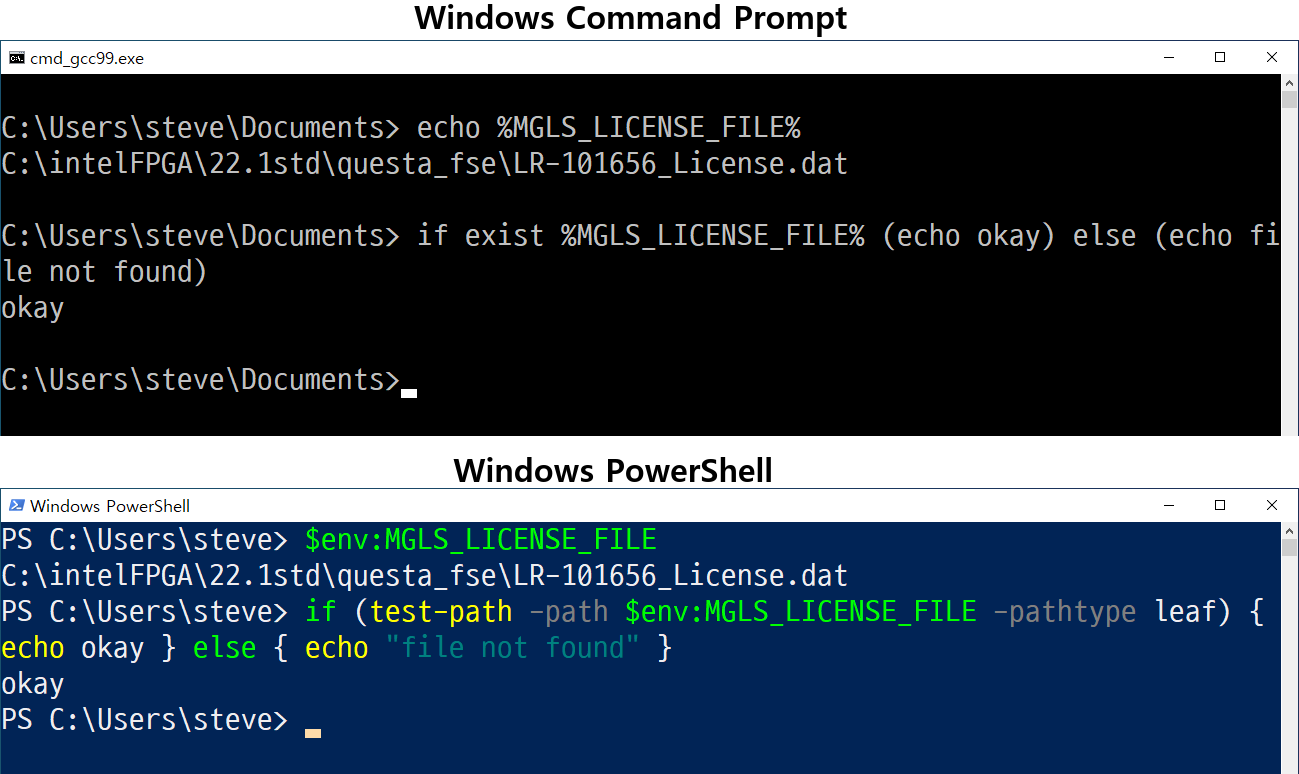 Windows Command Prompt
cmd_gcc99.exe
C:\Users\steve\Documents> echo %MGLS_LICENSE_FILE%
C:\intelFPGA\22.1std\questa_fse\LR-101656_License.dat
C:\Users\steve\Documents> if exist %MGLS_LICENSE_FILE% (echo okay) else (echo fi
le not found)
okay
C:\Users\steve\Documents>
Windows PowerShell
Windows PowerShell
PS C:\Users\steve> $env:MGLS_LICENSE_FILE
C:\intelFPGA\22.1std\questa_fse\LR-101656_License.dat
PS C:\Users\steve> if (test-path -path $env:MGLS_LICENSE_FILE -pathtype leaf) {
echo okay } else { echo "file not found" }
okay
PS C:\Users\steve>